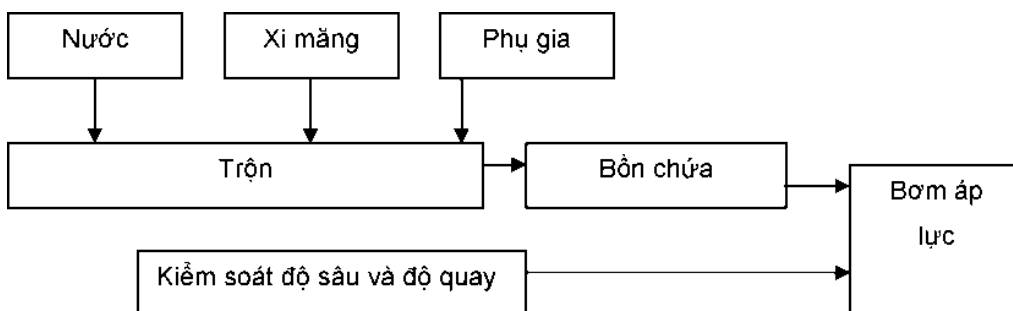 Nước
Xi măng
Phụ gia
Trộn
Bồn chứa
Bơm áp
lực
Kiểm soát độ sâu và độ quay